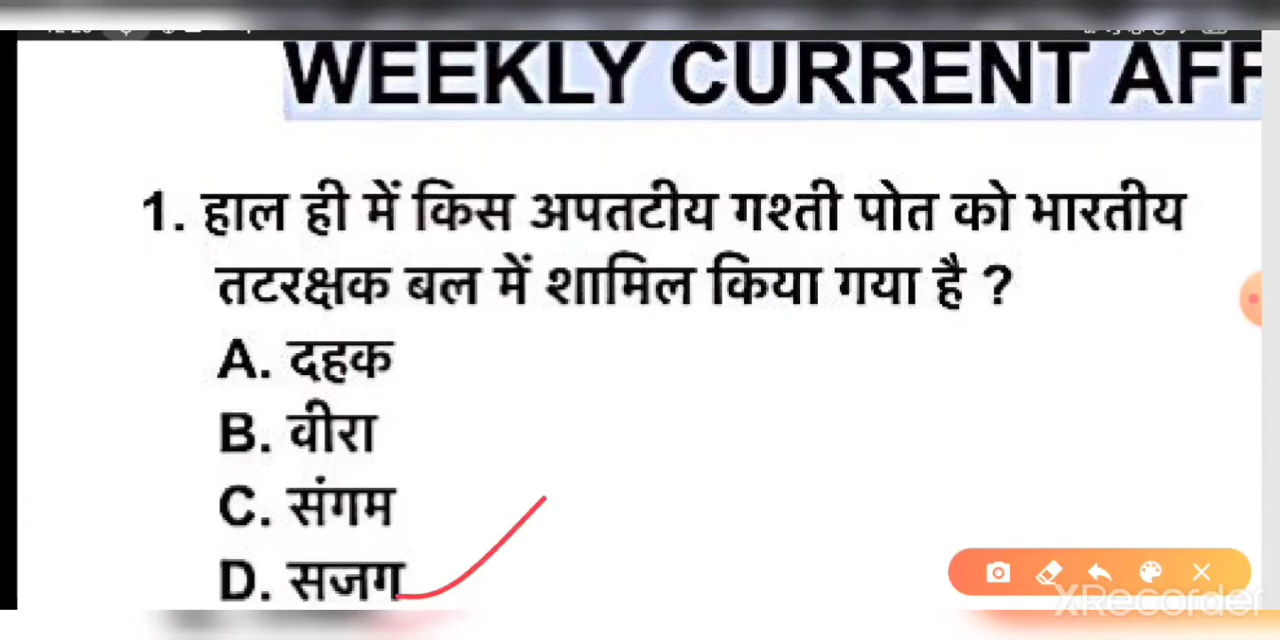 WEEKLY CURRENT AFF
1. हाल ही में किस अपतटीय गश्ती पोत को भारतीय
तटरक्षक बल में शामिल किया गया है ?
A. दहक
B. वीरा
C. संगम
D. सजग
XRecorder